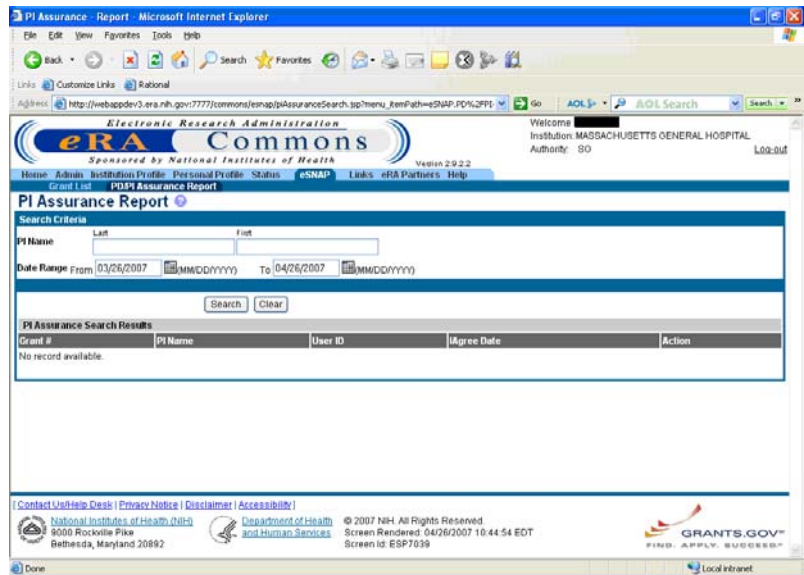 PI Assurance - Report - Microsoft Internet Explorer
File Edit View Favorites Tools Help
Back Search Favorites
Links Customize Links Rational
Address http://webappdev3.era.nih.gov:7777/commons/esnap/piAssuranceSearch.jsp?menu_itemPath=eSNAP.PD%2FPI Go AOL AOL Search Search
Electronic Research Administration
eRA Commons
Sponsored by National Institutes of Health
Version 2.9.2.2
Welcome
Institution: MASSACHUSETTS GENERAL HOSPITAL
Authority: SO Log-out
Home Admin Institution Profile Personal Profile Status eSNAP Links eRA Partners Help
Grant List PD/PI Assurance Report
PI Assurance Report
Search Criteria
Last First
PI Name
Date Range From 03/26/2007 (MM/DD/YYYY) To 04/26/2007 (MM/DD/YYYY)
Search Clear
PI Assurance Search Results
Grant # PI Name User ID IAgree Date Action
No record available.
[ Contact Us/Help Desk | Privacy Notice | Disclaimer | Accessibility ]
National Institutes of Health (NIH)
9000 Rockville Pike
Bethesda, Maryland 20892
Department of Health
and Human Services
© 2007 NIH. All Rights Reserved.
Screen Rendered: 04/26/2007 10:44:54 EDT
Screen Id: ESP7039
GRANTS.GOV℠
FIND. APPLY. SUCCEED.℠
Done Local intranet